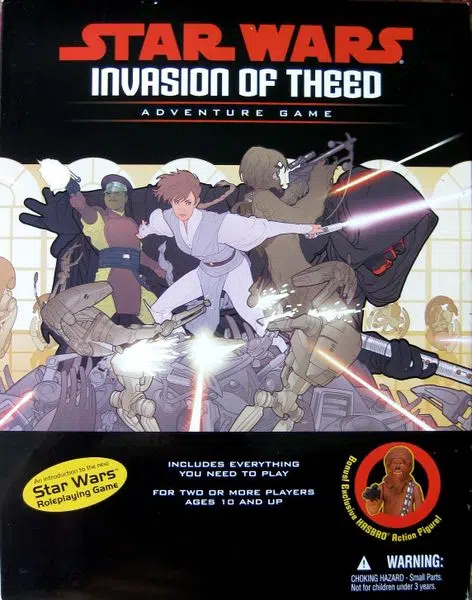 STAR WARS
INVASION OF THEED
ADVENTURE GAME
An introduction to the new
Star Wars™
Roleplaying Game
INCLUDES EVERYTHING
YOU NEED TO PLAY
FOR TWO OR MORE PLAYERS
AGES 10 AND UP
Bonus! Exclusive HASBRO® Action Figure!
WARNING:
CHOKING HAZARD - Small Parts.
Not for children under 3 years.